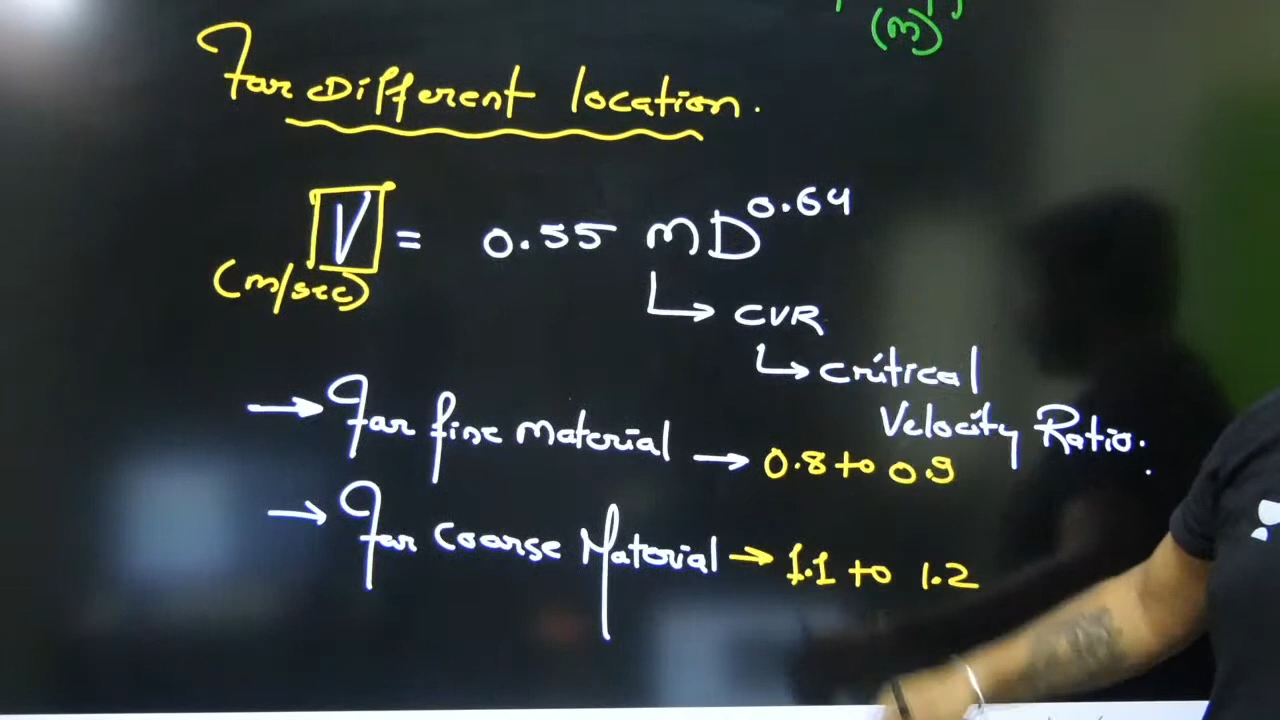 (m)
For Different location.
V = 0.55 mD^0.64
(m/sec)
↳ CVR
↳ Critical
Velocity Ratio.
→ For fine Material → 0.8 to 0.9
→ For Coarse Material → 1.1 to 1.2